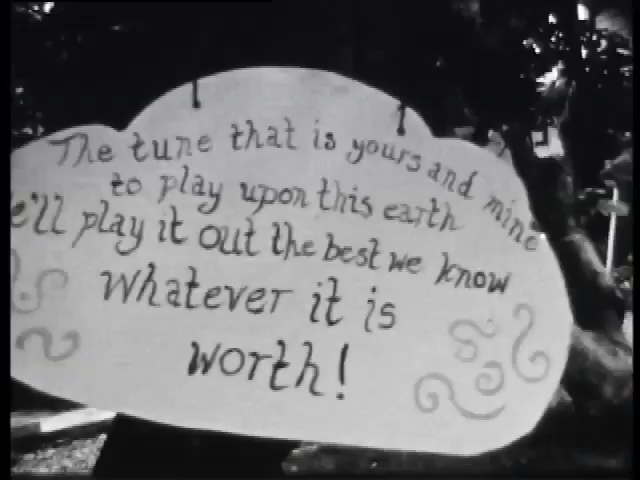 The tune that is yours and mine
to play upon this earth
e'll play it out the best we know
Whatever it is
worth!